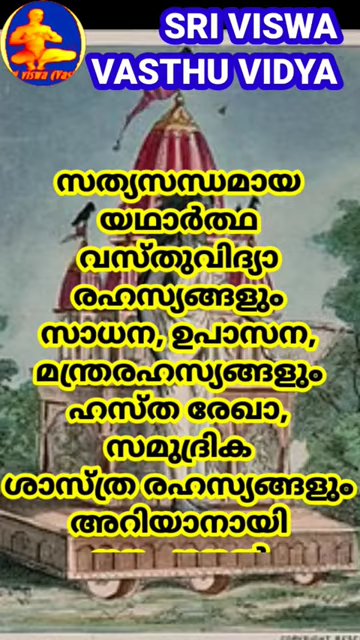 SRI VISWA
VASTHU VIDYA
സത്യസന്ധമായ
യഥാർത്ഥ
വസ്തുവിദ്യാ
രഹസ്യങ്ങളും
സാധന, ഉപാസന,
മന്ത്രരഹസ്യങ്ങളും
ഹസ്ത രേഖാ,
സമുദ്രിക
ശാസ്ത്ര രഹസ്യങ്ങളും
അറിയാനായി